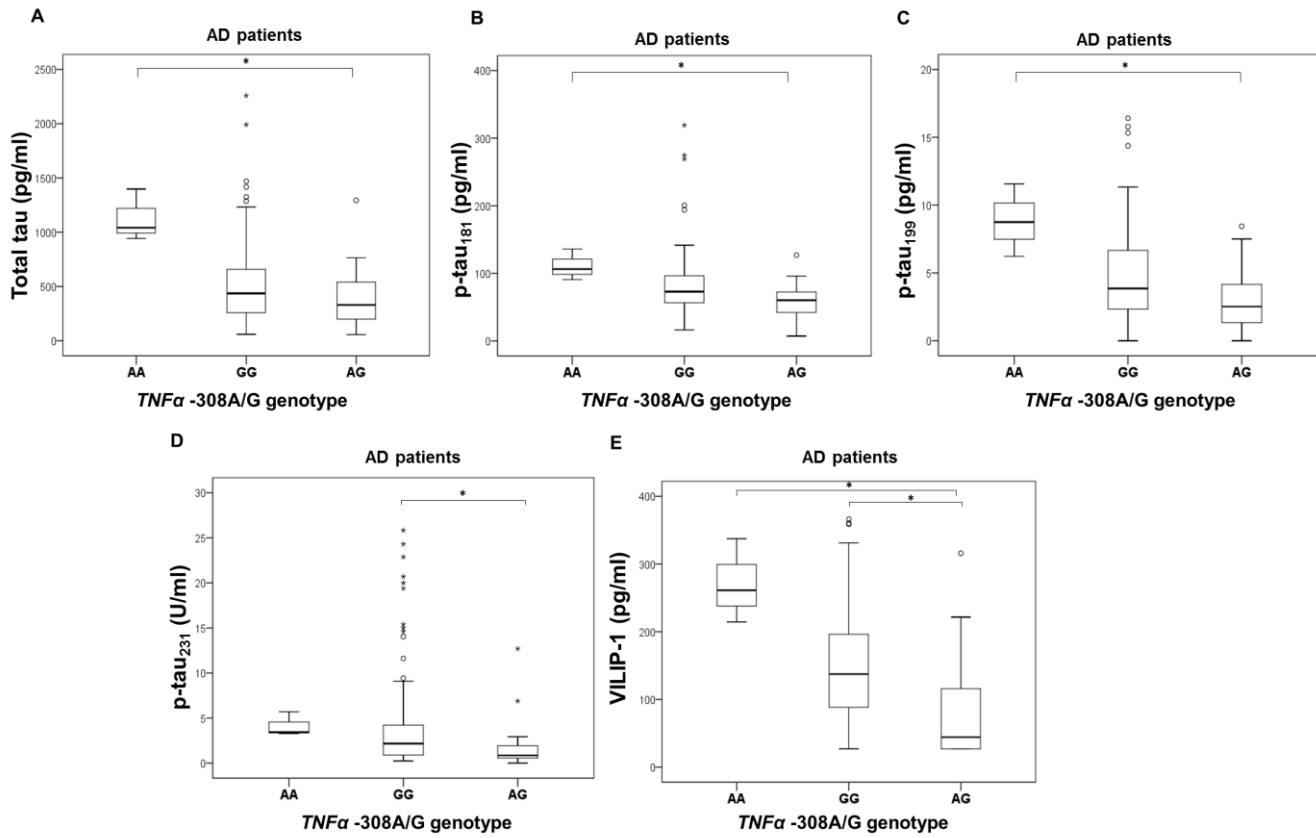 A
AD patients
*
2500
2000
1500
1000
500
0
Total tau (pg/ml)
*
*
AA
GG
AG
TNFα -308A/G genotype
B
AD patients
*
400
300
200
100
0
p-tau181 (pg/ml)
*
*
*
*
AA
GG
AG
TNFα -308A/G genotype
C
AD patients
*
20
15
10
5
0
p-tau199 (pg/ml)
AA
GG
AG
TNFα -308A/G genotype
D
AD patients
*
30
25
20
15
10
5
0
p-tau231 (U/ml)
AA
GG
AG
TNFα -308A/G genotype
E
AD patients
*
*
400
300
200
100
0
VILIP-1 (pg/ml)
AA
GG
AG
TNFα -308A/G genotype